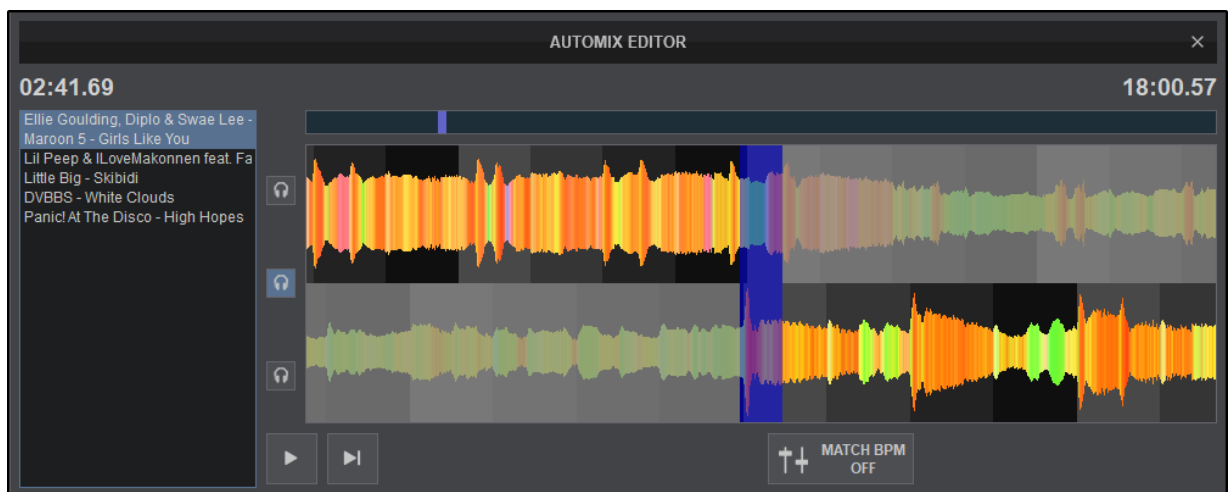 AUTOMIX EDITOR
02:41.69
18:00.57
Ellie Goulding, Diplo & Swae Lee -
Maroon 5 - Girls Like You
Lil Peep & ILoveMakonnen feat. Fa
Little Big - Skibidi
DVBBS - White Clouds
Panic! At The Disco - High Hopes
MATCH BPM
OFF